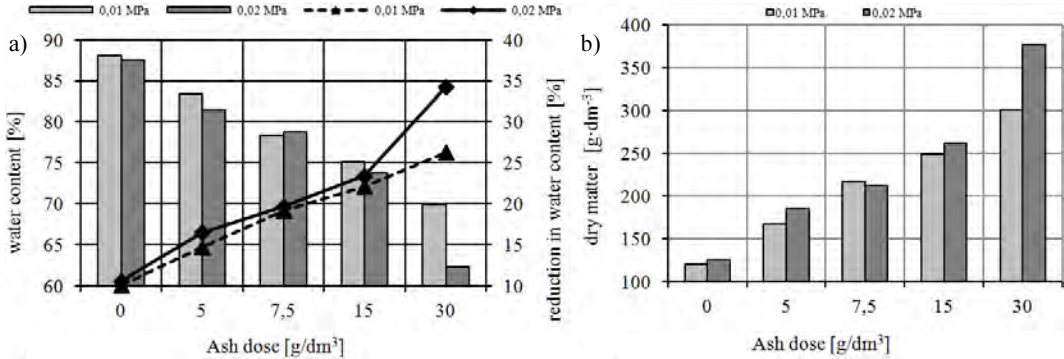 0,01 MPa 0,02 MPa 0,01 MPa 0,02 MPa
a)
water content [%]
90
85
80
75
70
65
60
40
35
30
25
20
15
10
reduction in water content [%]
0 5 7,5 15 30
Ash dose [g/dm³]
0,01 MPa 0,02 MPa
b)
dry matter [g·dm⁻³]
400
350
300
250
200
150
100
0 5 7,5 15 30
Ash dose [g/dm³]